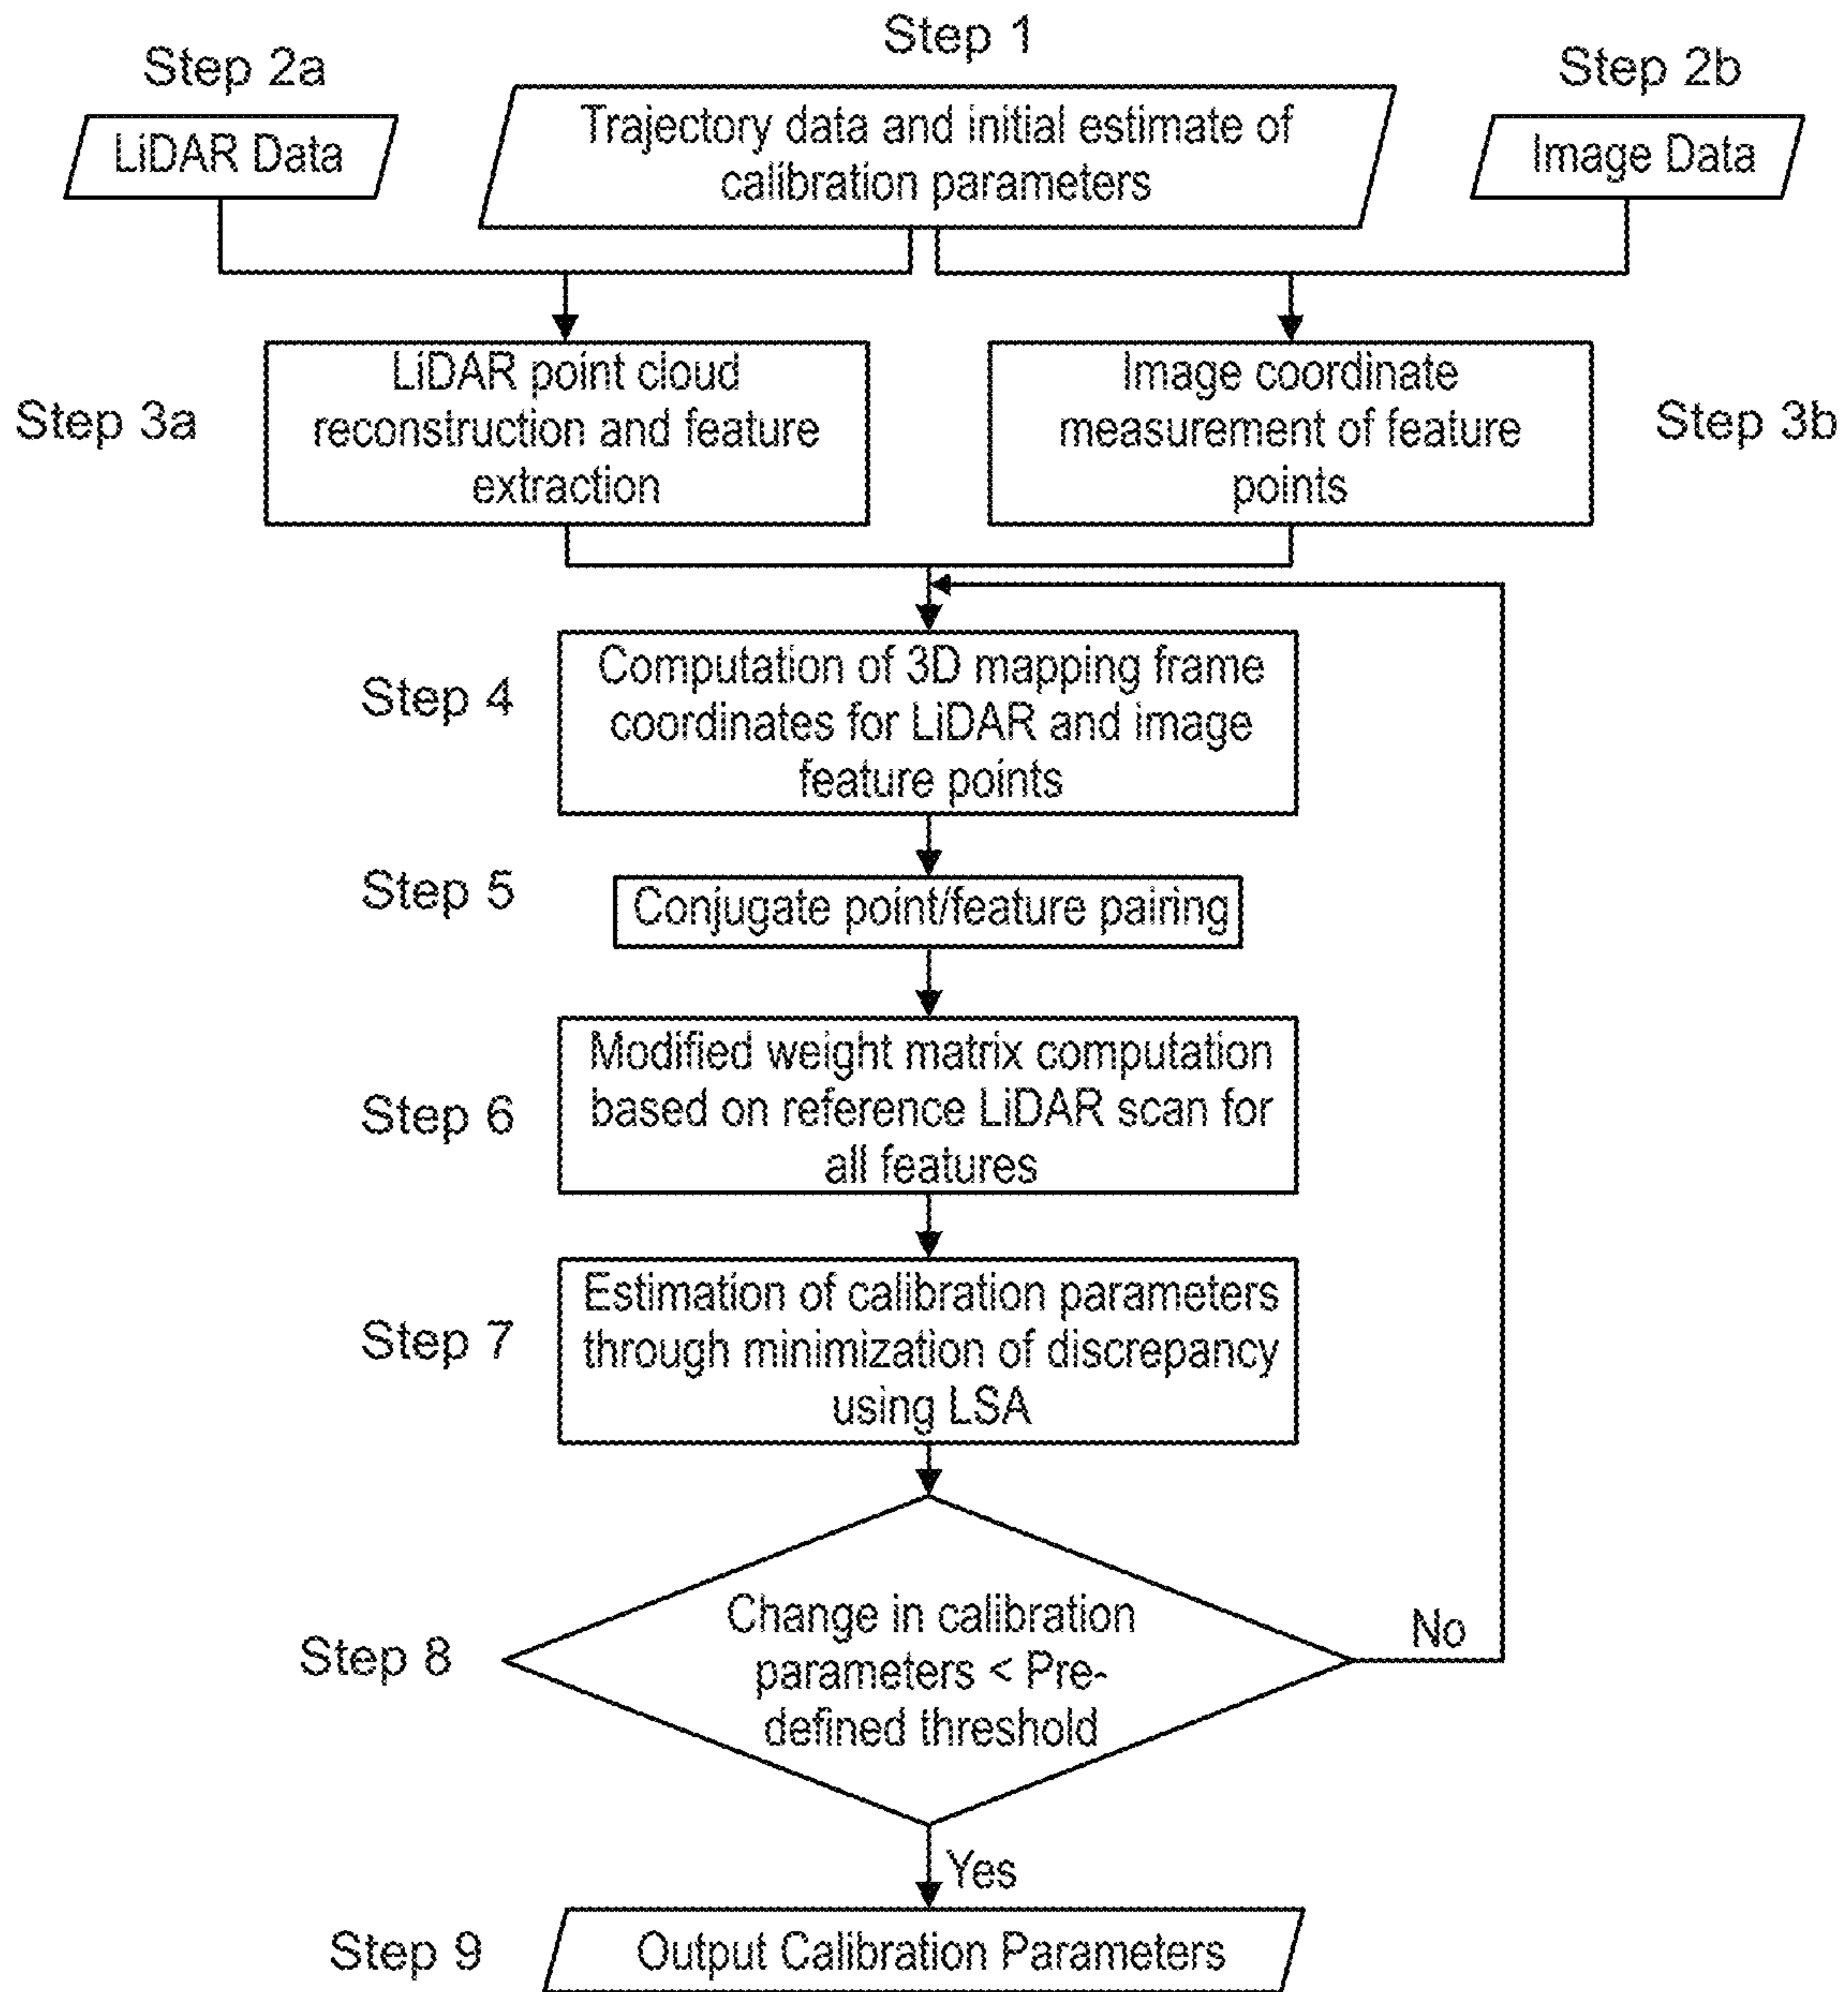 Step 1
Step 2a
Step 2b
LiDAR Data
Trajectory data and initial estimate of
calibration parameters
Image Data
Step 3a
LiDAR point cloud
reconstruction and feature
extraction
Image coordinate
measurement of feature
points
Step 3b
Step 4
Computation of 3D mapping frame
coordinates for LiDAR and image
feature points
Step 5
Conjugate point/feature pairing
Step 6
Modified weight matrix computation
based on reference LiDAR scan for
all features
Step 7
Estimation of calibration parameters
through minimization of discrepancy
using LSA
Step 8
Change in calibration
parameters < Pre-
defined threshold
No
Yes
Step 9
Output Calibration Parameters